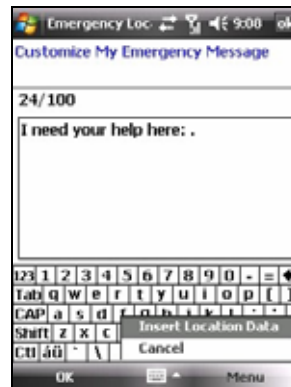 Emergency Loc 9:00 ok
Customize My Emergency Message
24/100
I need your help here: .
123 1 2 3 4 5 6 7 8 9 0 - =
Tab q w e r t y u i o p [ ]
CAP a s d f g h j k l ; '
Shift z x c
Insert Location Data
Ctl áü ` \
Cancel
OK Menu